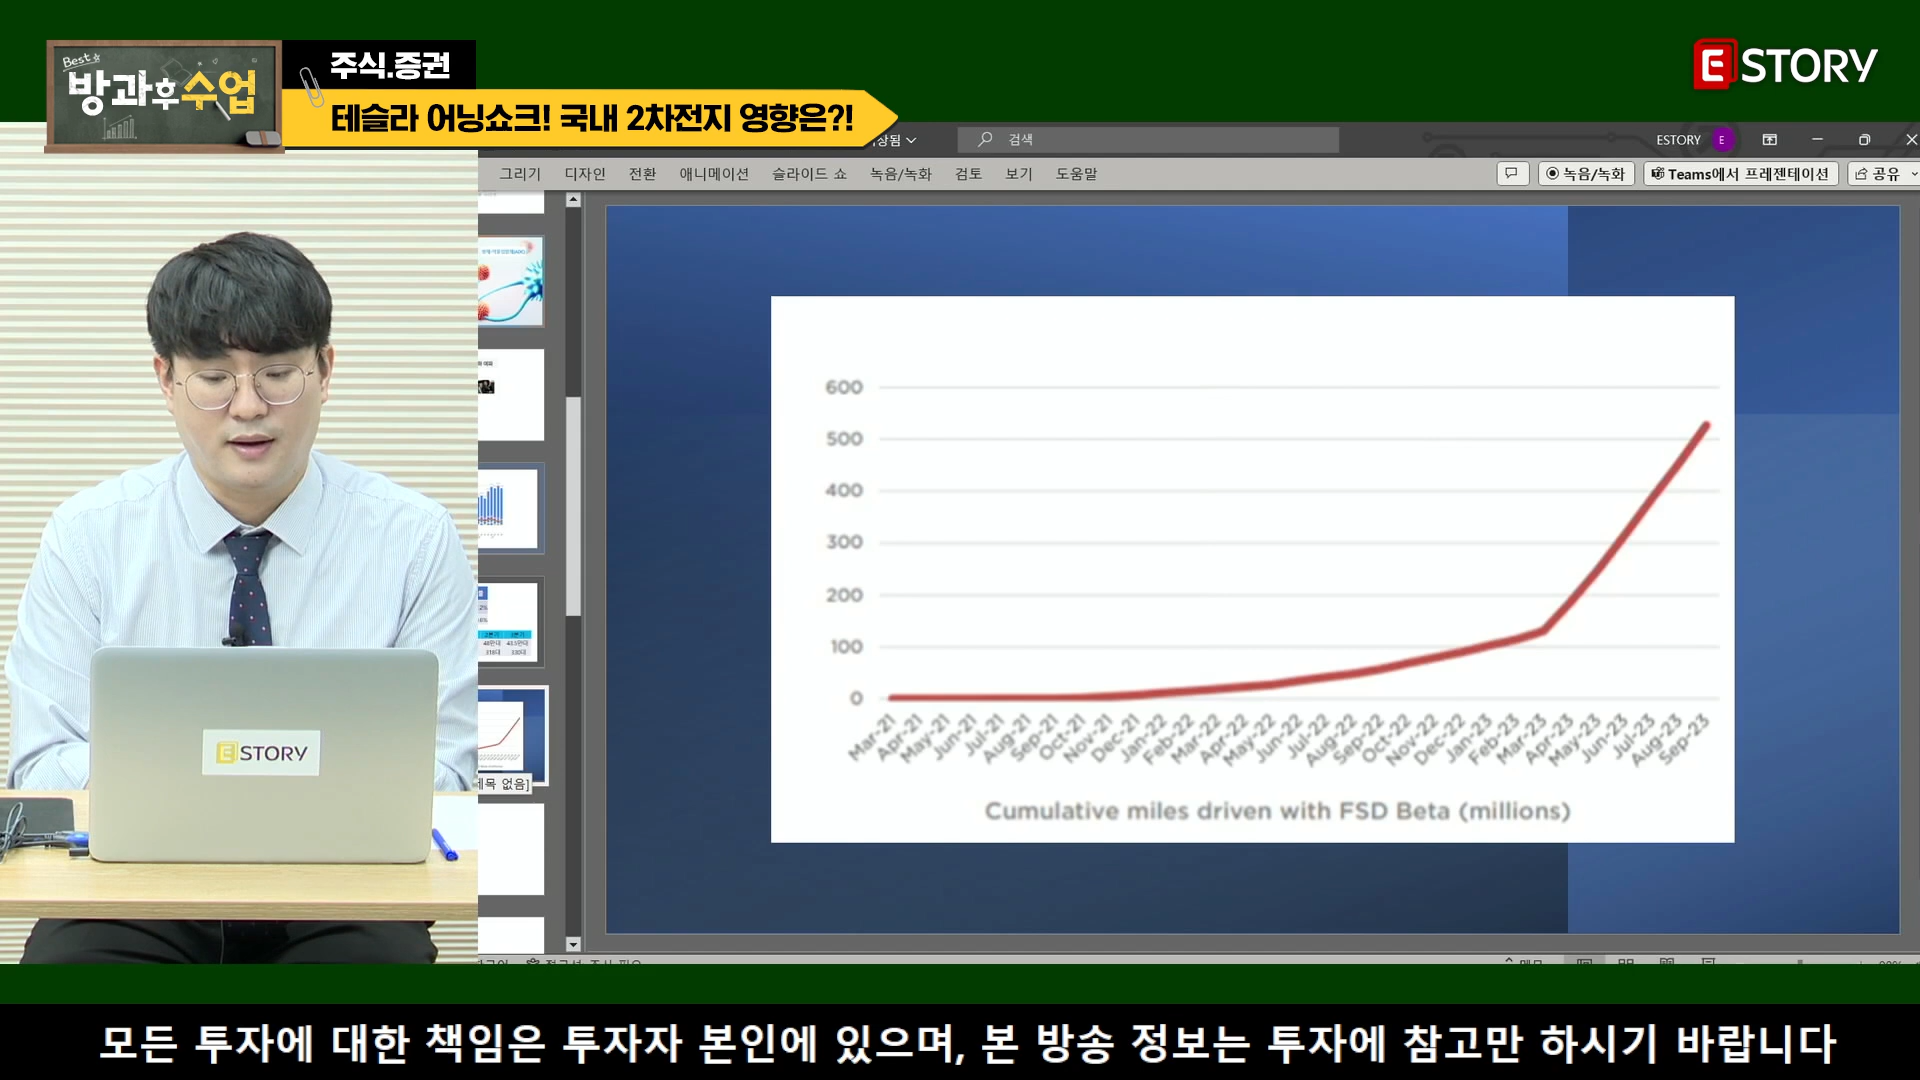 Best
방과후수업
주식.증권
테슬라 어닝쇼크! 국내 2차전지 영향은?!
ESTORY
검색
ESTORY E
그리기 디자인 전환 애니메이션 슬라이드 쇼 녹음/녹화 검토 보기 도움말
녹음/녹화
Teams에서 프레젠테이션
공유
600
500
400
300
200
100
0
Mar-21 Apr-21 May-21 Jun-21 Jul-21 Aug-21 Sep-21 Oct-21 Nov-21 Dec-21 Jan-22 Feb-22 Mar-22 Apr-22 May-22 Jun-22 Jul-22 Aug-22 Sep-22 Oct-22 Nov-22 Dec-22 Jan-23 Feb-23 Mar-23 Apr-23 May-23 Jun-23 Jul-23 Aug-23 Sep-23
Cumulative miles driven with FSD Beta (millions)
없음]
ESTORY
모든 투자에 대한 책임은 투자자 본인에 있으며, 본 방송 정보는 투자에 참고만 하시기 바랍니다